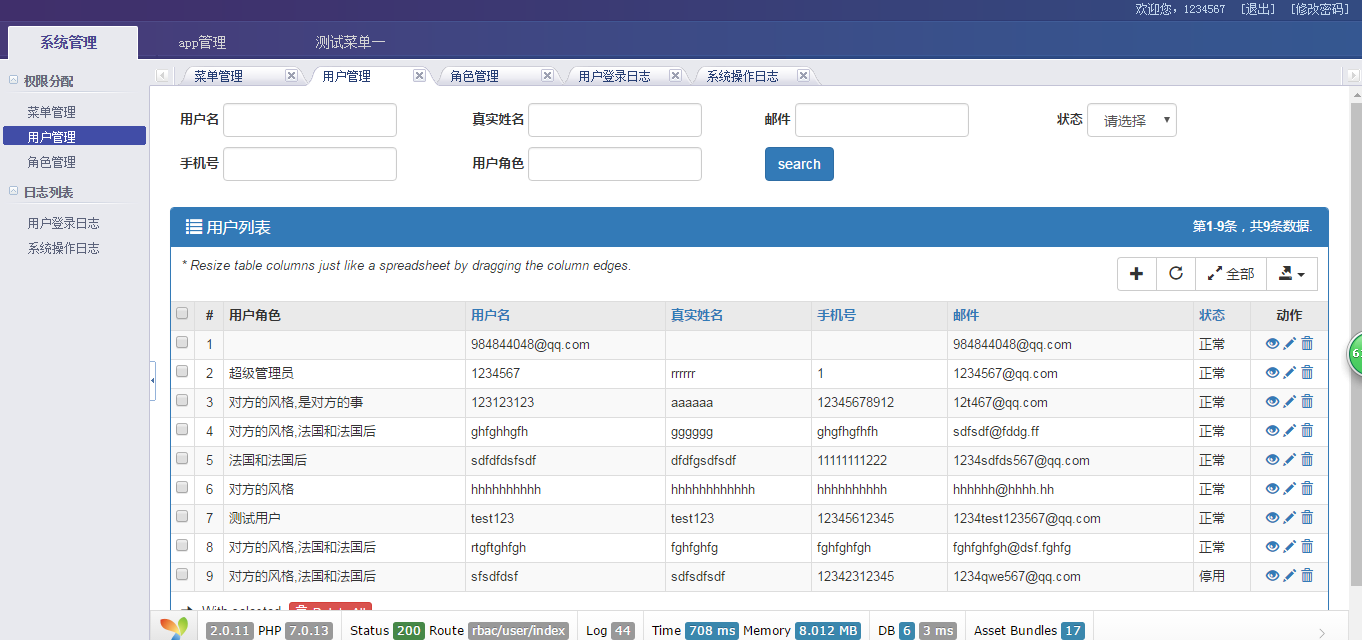 欢迎您，1234567 [退出] [修改密码]
系统管理 app管理 测试菜单一
权限分配
菜单管理
用户管理
角色管理
日志列表
用户登录日志
系统操作日志
菜单管理 用户管理 角色管理 用户登录日志 系统操作日志
用户名 真实姓名 邮件 状态 请选择
手机号 用户角色 search
用户列表 第1-9条，共9条数据.
* Resize table columns just like a spreadsheet by dragging the column edges.
全部
# 用户角色 用户名 真实姓名 手机号 邮件 状态 动作
1 984844048@qq.com 984844048@qq.com 正常
2 超级管理员 1234567 rrrrrr 1 1234567@qq.com 正常
3 对方的风格,是对方的事 123123123 aaaaaa 12345678912 12t467@qq.com 正常
4 对方的风格,法国和法国后 ghfghhgfh gggggg ghgfhgfhfh sdfsdf@fddg.ff 正常
5 法国和法国后 sdfdfdsfsdf dfdfgsdfsdf 11111111222 1234sdfds567@qq.com 正常
6 对方的风格 hhhhhhhhhh hhhhhhhhhhhh hhhhhhhhhh hhhhhh@hhhh.hh 正常
7 测试用户 test123 test123 12345612345 1234test123567@qq.com 正常
8 对方的风格,法国和法国后 rtgftghfgh fghfghfg fghfghfgh fghfghfgh@dsf.fghfg 正常
9 对方的风格,法国和法国后 sfsdfdsf sdfsdfsdf 12342312345 1234qwe567@qq.com 停用
With selected
2.0.11 PHP 7.0.13 Status 200 Route rbac/user/index Log 44 Time 708 ms Memory 8.012 MB DB 6 3 ms Asset Bundles 17